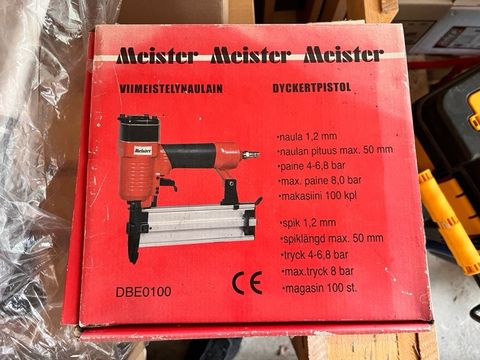 Meister Meister Meister
VIIMEISTELYNAULAIN DYCKERTPISTOL
Meister
•naula 1,2 mm
•naulan pituus max. 50 mm
•paine 4-6,8 bar
•max. paine 8,0 bar
•makasiini 100 kpl
•spik 1,2 mm
•spiklängd max. 50 mm
•tryck 4-6,8 bar
•max.tryck 8 bar
•magasin 100 st.
DBE0100 CE